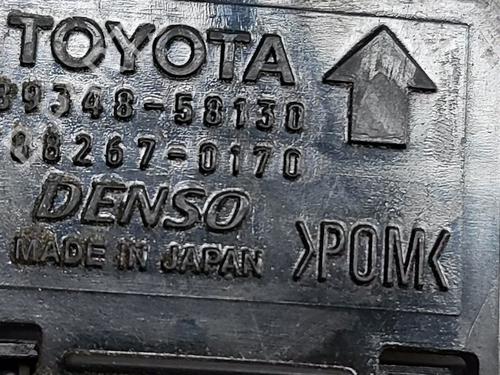 TOYOTA
89348-58130
88267-0170
DENSO
MADE IN JAPAN
>POM<